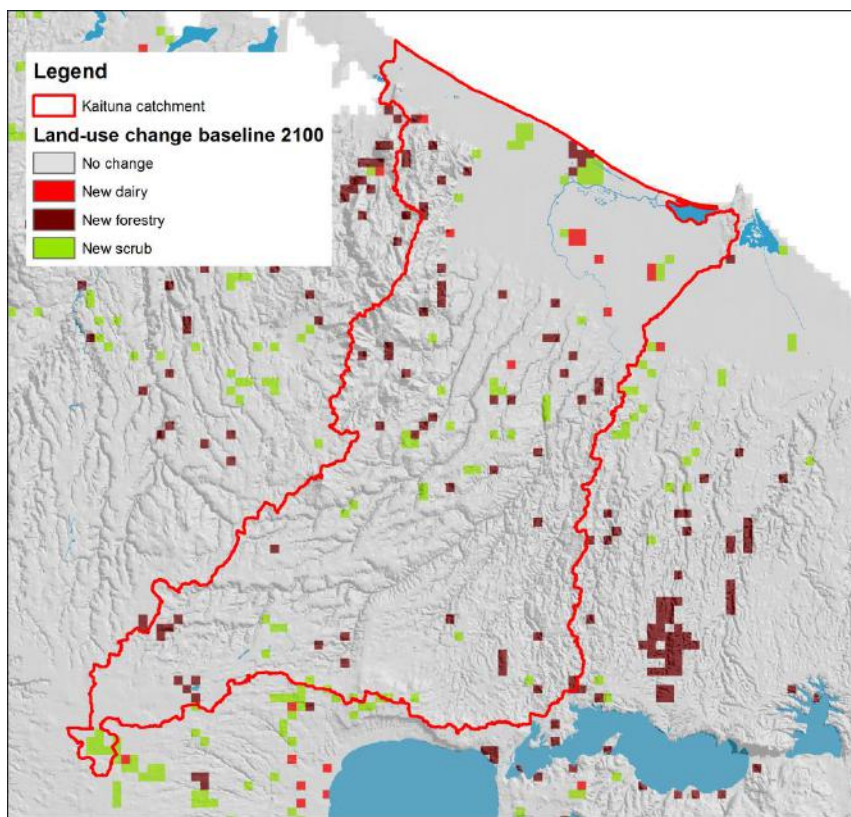 Legend
Kaituna catchment
Land-use change baseline 2100
No change
New dairy
New forestry
New scrub